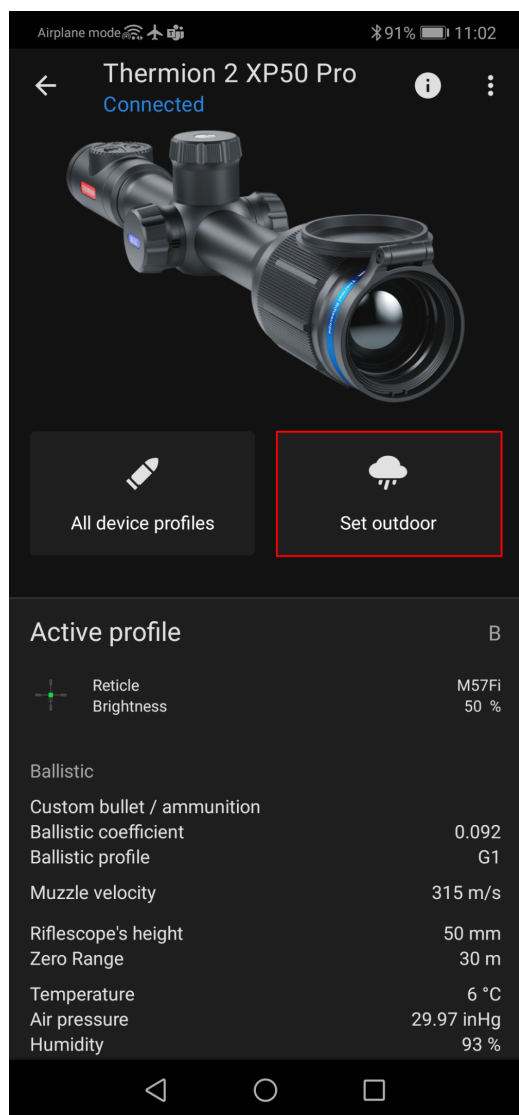 Airplane mode 91% 11:02
Thermion 2 XP50 Pro
Connected
All device profiles
Set outdoor
Active profile B
Reticle M57Fi
Brightness 50 %
Ballistic
Custom bullet / ammunition
Ballistic coefficient 0.092
Ballistic profile G1
Muzzle velocity 315 m/s
Riflescope's height 50 mm
Zero Range 30 m
Temperature 6 °C
Air pressure 29.97 inHg
Humidity 93 %